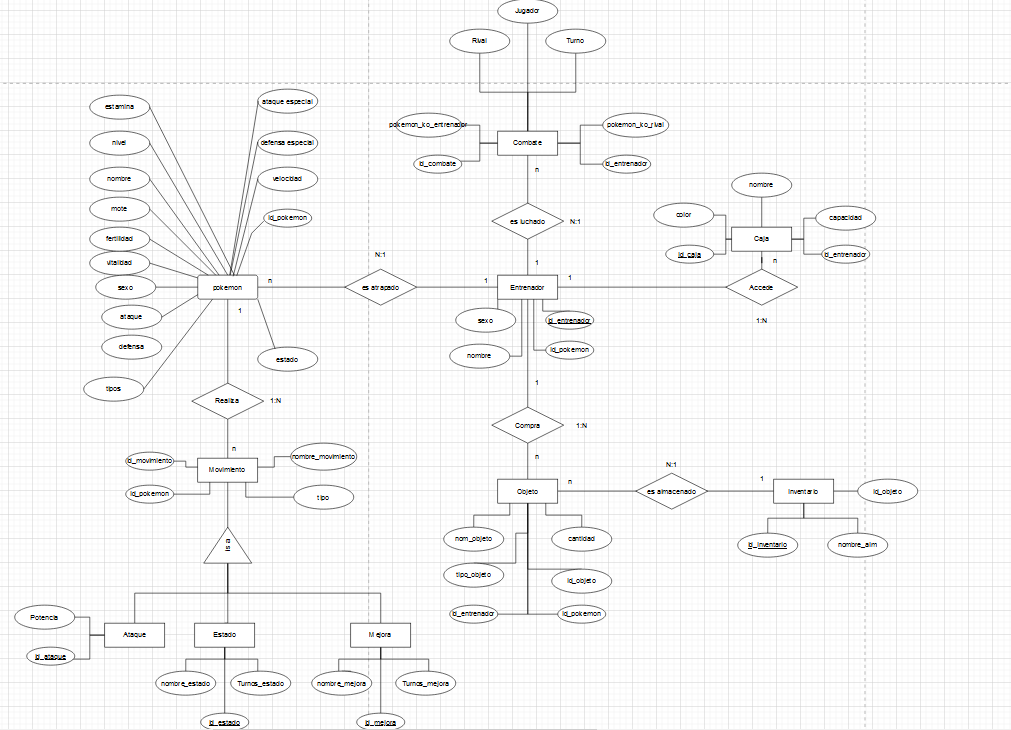 Jugador
Rival
Turno
pokemon_ko_entrenador
pokemon_ko_rival
Combate
id_combate
id_entrenador
n
es luchado
N:1
1
estamina
ataque especial
nivel
defensa especial
nombre
velocidad
mote
id_pokemon
fertilidad
vitalidad
sexo
pokemon
ataque
defensa
estado
tipos
n
N:1
es atrapado
1
1
Entrenador
1
sexo
id_entrenador
nombre
id_pokemon
nombre
color
capacidad
Caja
id_caja
id_entrenador
n
Accede
1:N
Realiza
1:N
n
id_movimiento
nombre_movimiento
Movimiento
id_pokemon
tipo
1
Compra
1:N
n
Objeto
n
N:1
es almacenado
1
Inventario
id_objeto
id_inventario
nombre_alm
nom_objeto
cantidad
tipo_objeto
id_objeto
id_entrenador
id_pokemon
Potencia
Ataque
id_ataque
Estado
nombre_estado
Turnos_estado
id_estado
Mejora
nombre_mejora
Turnos_mejora
id_mejora